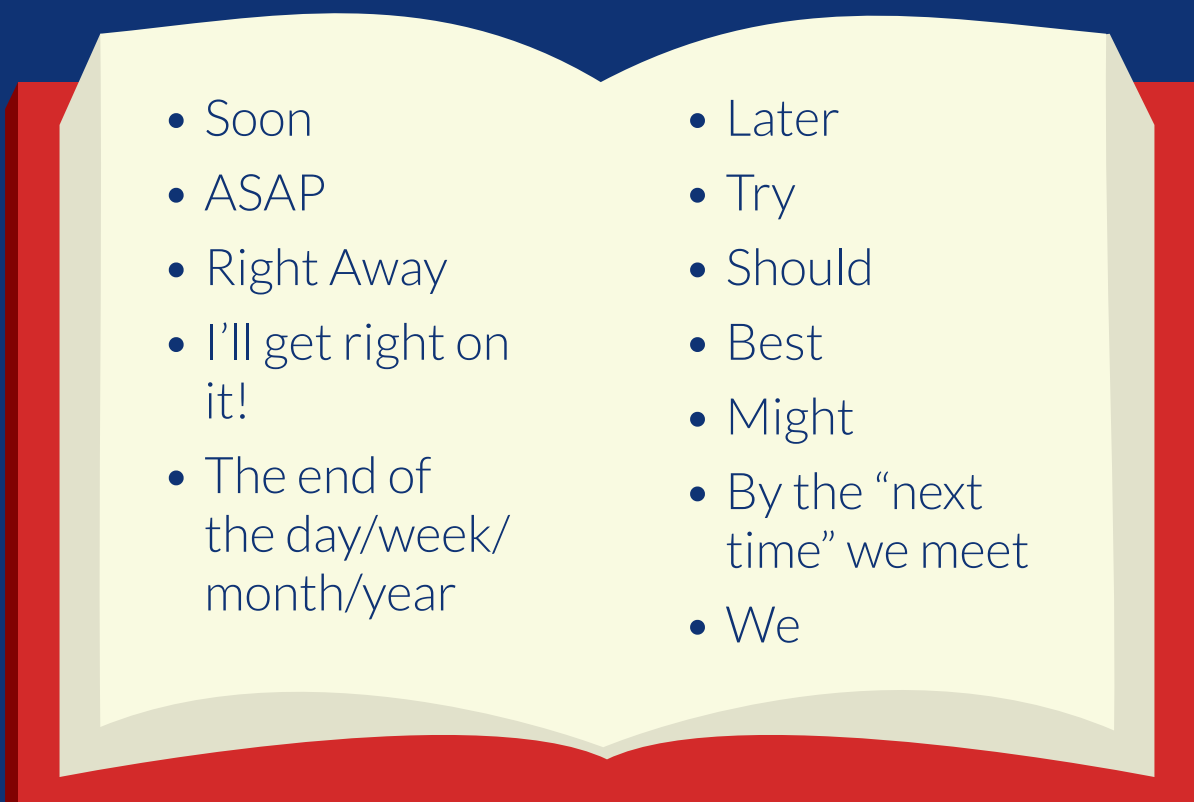 • Soon
• ASAP
• Right Away
• I’ll get right on
it!
• The end of
the day/week/
month/year
• Later
• Try
• Should
• Best
• Might
• By the “next
time” we meet
• We